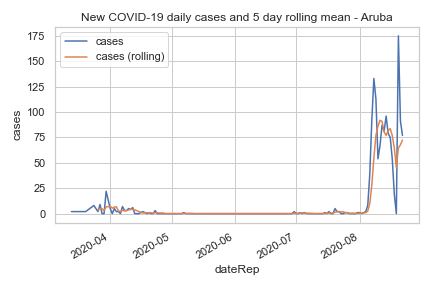 New COVID-19 daily cases and 5 day rolling mean - Aruba
cases
cases (rolling)
175
150
125
100
75
50
25
0
cases
2020-04
2020-05
2020-06
2020-07
2020-08
dateRep